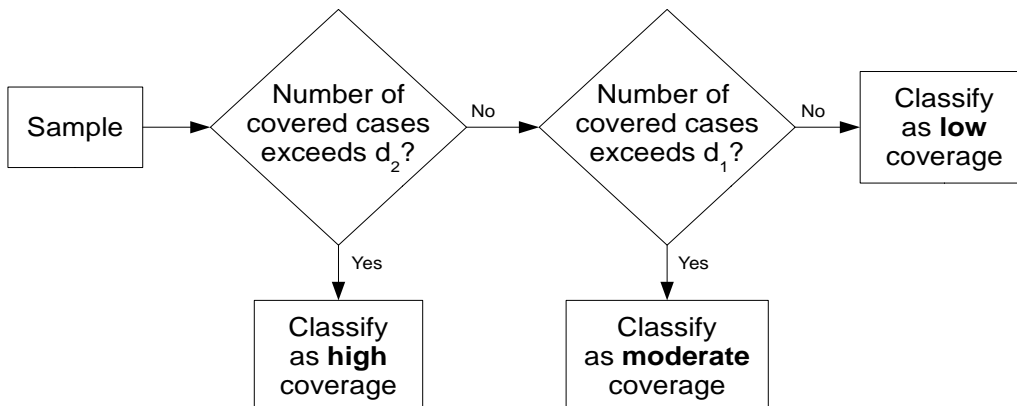 Sample
Number of
covered cases
exceeds d₂?
No
Number of
covered cases
exceeds d₁?
No
Classify
as low
coverage
Yes
Yes
Classify
as high
coverage
Classify
as moderate
coverage